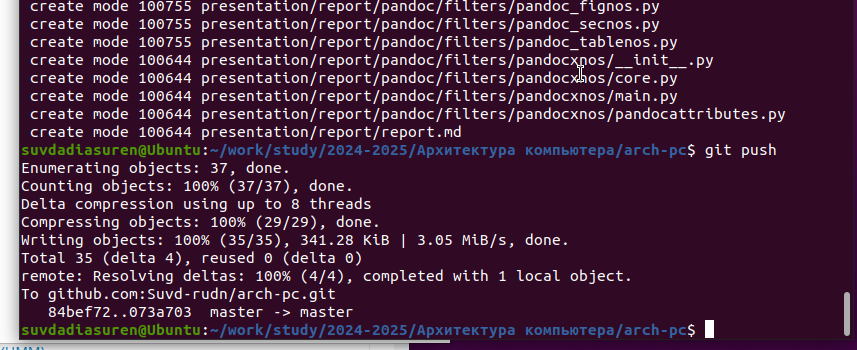 create mode 100755 presentation/report/pandoc/filters/pandoc_fignos.py
create mode 100755 presentation/report/pandoc/filters/pandoc_secnos.py
create mode 100755 presentation/report/pandoc/filters/pandoc_tablenos.py
create mode 100644 presentation/report/pandoc/filters/pandocxnos/__init__.py
create mode 100644 presentation/report/pandoc/filters/pandocxnos/core.py
create mode 100644 presentation/report/pandoc/filters/pandocxnos/main.py
create mode 100644 presentation/report/pandoc/filters/pandocxnos/pandocattributes.py
create mode 100644 presentation/report/report.md
suvdadiasuren@Ubuntu:~/work/study/2024-2025/Архитектура компьютера/arch-pc$ git push
Enumerating objects: 37, done.
Counting objects: 100% (37/37), done.
Delta compression using up to 8 threads
Compressing objects: 100% (29/29), done.
Writing objects: 100% (35/35), 341.28 KiB | 3.05 MiB/s, done.
Total 35 (delta 4), reused 0 (delta 0)
remote: Resolving deltas: 100% (4/4), completed with 1 local object.
To github.com:Suvd-rudn/arch-pc.git
84bef72..073a703  master -> master
suvdadiasuren@Ubuntu:~/work/study/2024-2025/Архитектура компьютера/arch-pc$